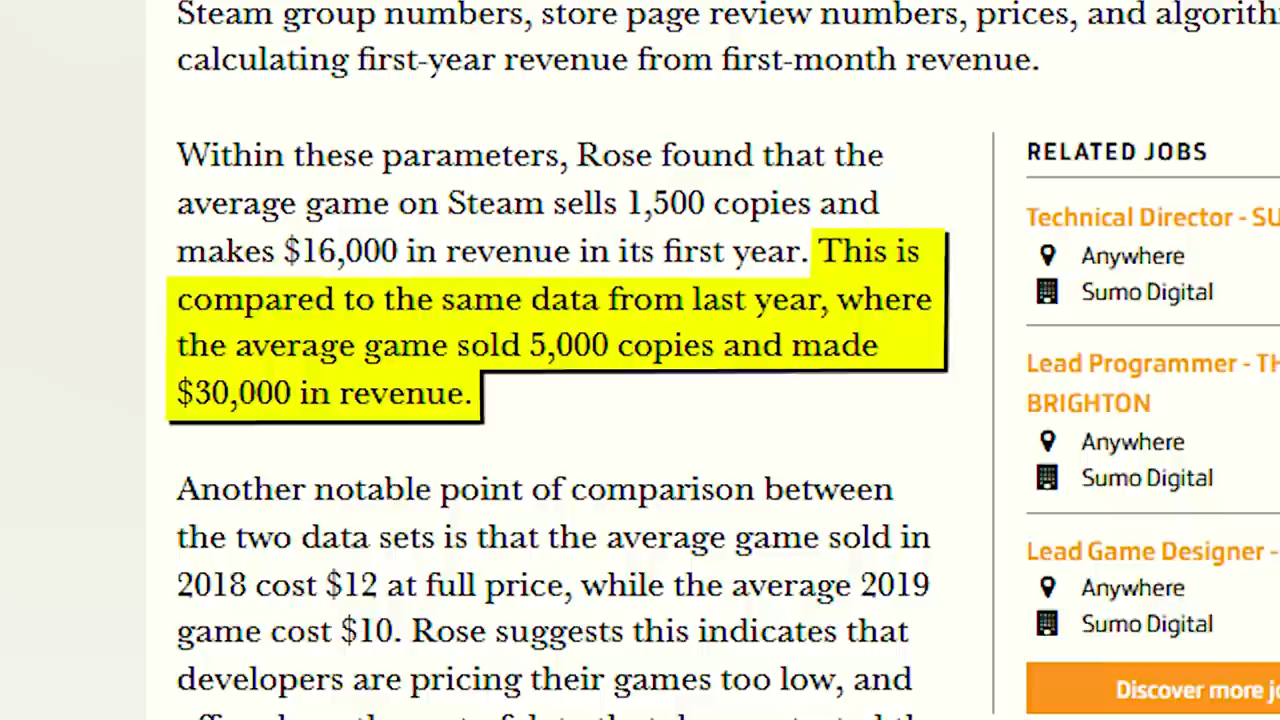 Steam group numbers, store page review numbers, prices, and
calculating first-year revenue from first-month revenue.
Within these parameters, Rose found that the
average game on Steam sells 1,500 copies and
makes $16,000 in revenue in its first year. This is
compared to the same data from last year, where
the average game sold 5,000 copies and made
$30,000 in revenue.
Another notable point of comparison between
the two data sets is that the average game sold in
2018 cost $12 at full price, while the average 2019
game cost $10. Rose suggests this indicates that
developers are pricing their games too low, and
RELATED JOBS
Technical Director -
Anywhere
Sumo Digital
Lead Programmer -
BRIGHTON
Anywhere
Sumo Digital
Lead Game Designer -
Anywhere
Sumo Digital
Discover more